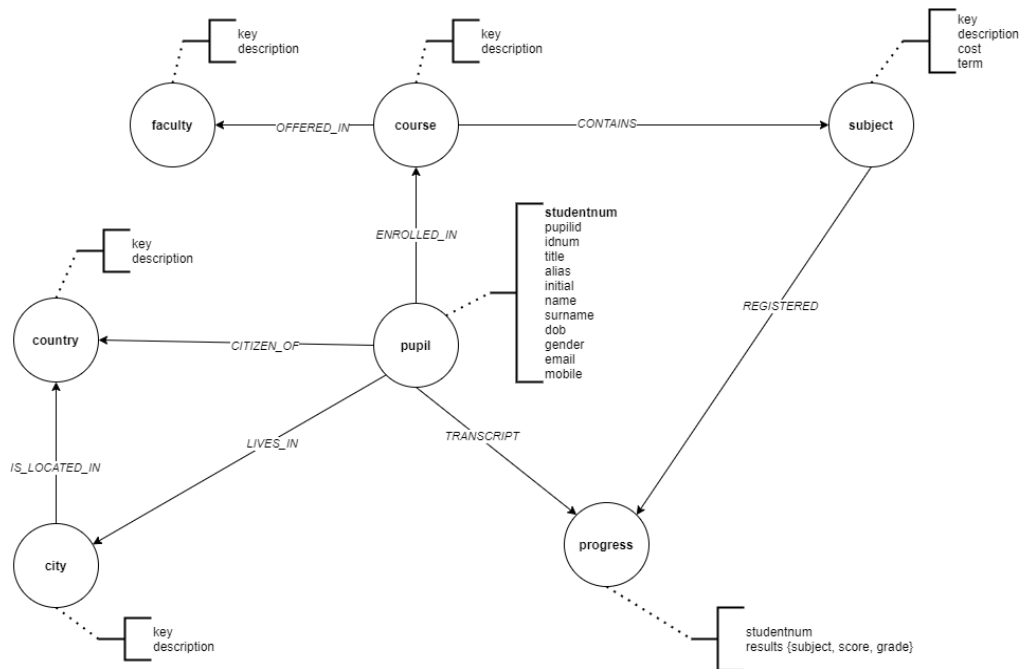 key
description
key
description
key
description
cost
term
faculty
OFFERED_IN
course
CONTAINS
subject
ENROLLED_IN
studentnum
pupilid
idnum
title
alias
initial
name
surname
dob
gender
email
mobile
key
description
REGISTERED
country
CITIZEN_OF
pupil
LIVES_IN
TRANSCRIPT
IS_LOCATED_IN
city
progress
key
description
studentnum
results {subject, score, grade}